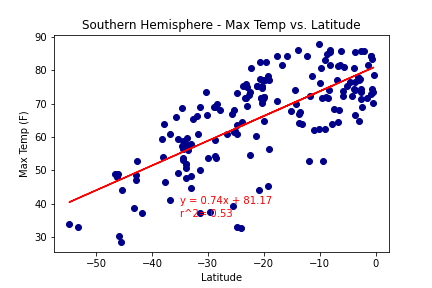 Southern Hemisphere - Max Temp vs. Latitude
Max Temp (F)
90
80
70
60
50
40
30
y = 0.74x + 81.17
r^2 = 0.53
−50
−40
−30
−20
−10
0
Latitude